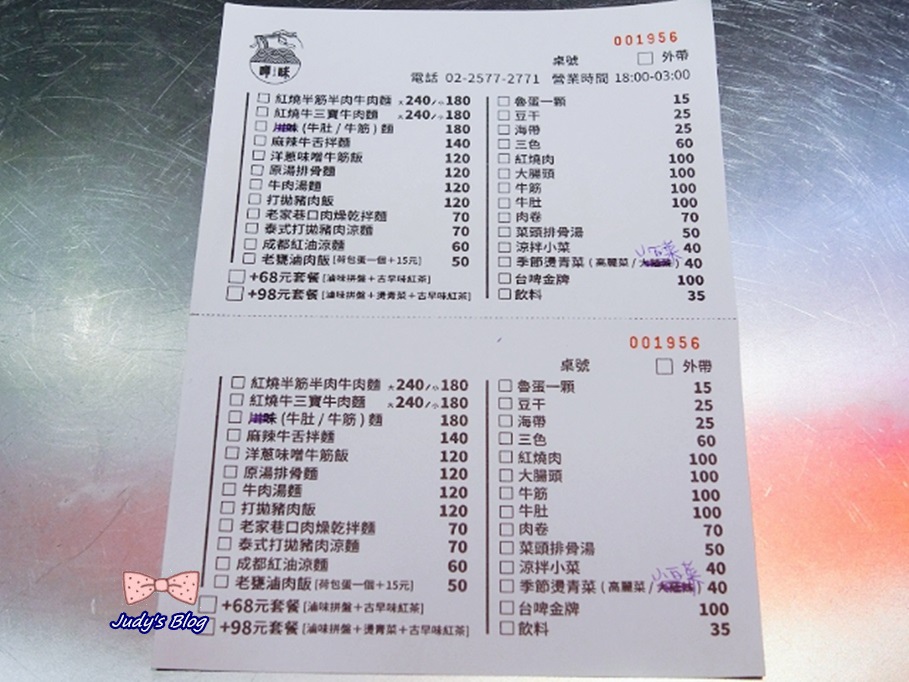 001956
桌號 □ 外帶
電話 02-2577-2771 營業時間 18:00-03:00
□ 紅燒半筋半肉牛肉麵 大240/小180
□ 紅燒牛三寶牛肉麵 大240/小180
□ (牛肚/牛筋)麵 180
□ 麻辣牛舌拌麵 140
□ 洋蔥味噌牛筋飯 120
□ 原湯排骨麵 120
□ 牛肉湯麵 120
□ 打拋豬肉飯 120
□ 老家巷口肉燥乾拌麵 70
□ 泰式打拋豬肉涼麵 70
□ 成都紅油涼麵 60
□ 老甕滷肉飯[荷包蛋一個+15元] 50
□ +68元套餐[滷味拼盤+古早味紅茶]
□ +98元套餐[滷味拼盤+燙青菜+古早味紅茶]
□ 魯蛋一顆 15
□ 豆干 25
□ 海帶 25
□ 三色 60
□ 紅燒肉 100
□ 大腸頭 100
□ 牛筋 100
□ 牛肚 100
□ 肉卷 70
□ 菜頭排骨湯 50
□ 涼拌小菜 40
□ 季節燙青菜(高麗菜/) 40
□ 台啤金牌 100
□ 飲料 35
001956
桌號 □ 外帶
□ 紅燒半筋半肉牛肉麵 大240/小180
□ 紅燒牛三寶牛肉麵 大240/小180
□ (牛肚/牛筋)麵 180
□ 麻辣牛舌拌麵 140
□ 洋蔥味噌牛筋飯 120
□ 原湯排骨麵 120
□ 牛肉湯麵 120
□ 打拋豬肉飯 120
□ 老家巷口肉燥乾拌麵 70
□ 泰式打拋豬肉涼麵 70
□ 成都紅油涼麵 60
□ 老甕滷肉飯[荷包蛋一個+15元] 50
□ +68元套餐[滷味拼盤+古早味紅茶]
□ +98元套餐[滷味拼盤+燙青菜+古早味紅茶]
□ 魯蛋一顆 15
□ 豆干 25
□ 海帶 25
□ 三色 60
□ 紅燒肉 100
□ 大腸頭 100
□ 牛筋 100
□ 牛肚 100
□ 肉卷 70
□ 菜頭排骨湯 50
□ 涼拌小菜 40
□ 季節燙青菜(高麗菜/) 40
□ 台啤金牌 100
□ 飲料 35
Judy's Blog